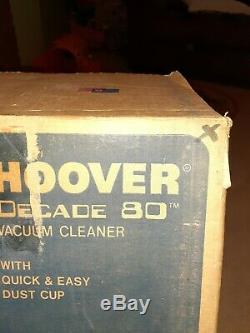 HOOVER®
DECADE 80™
VACUUM CLEANER
WITH
QUICK & EASY
DUST CUP